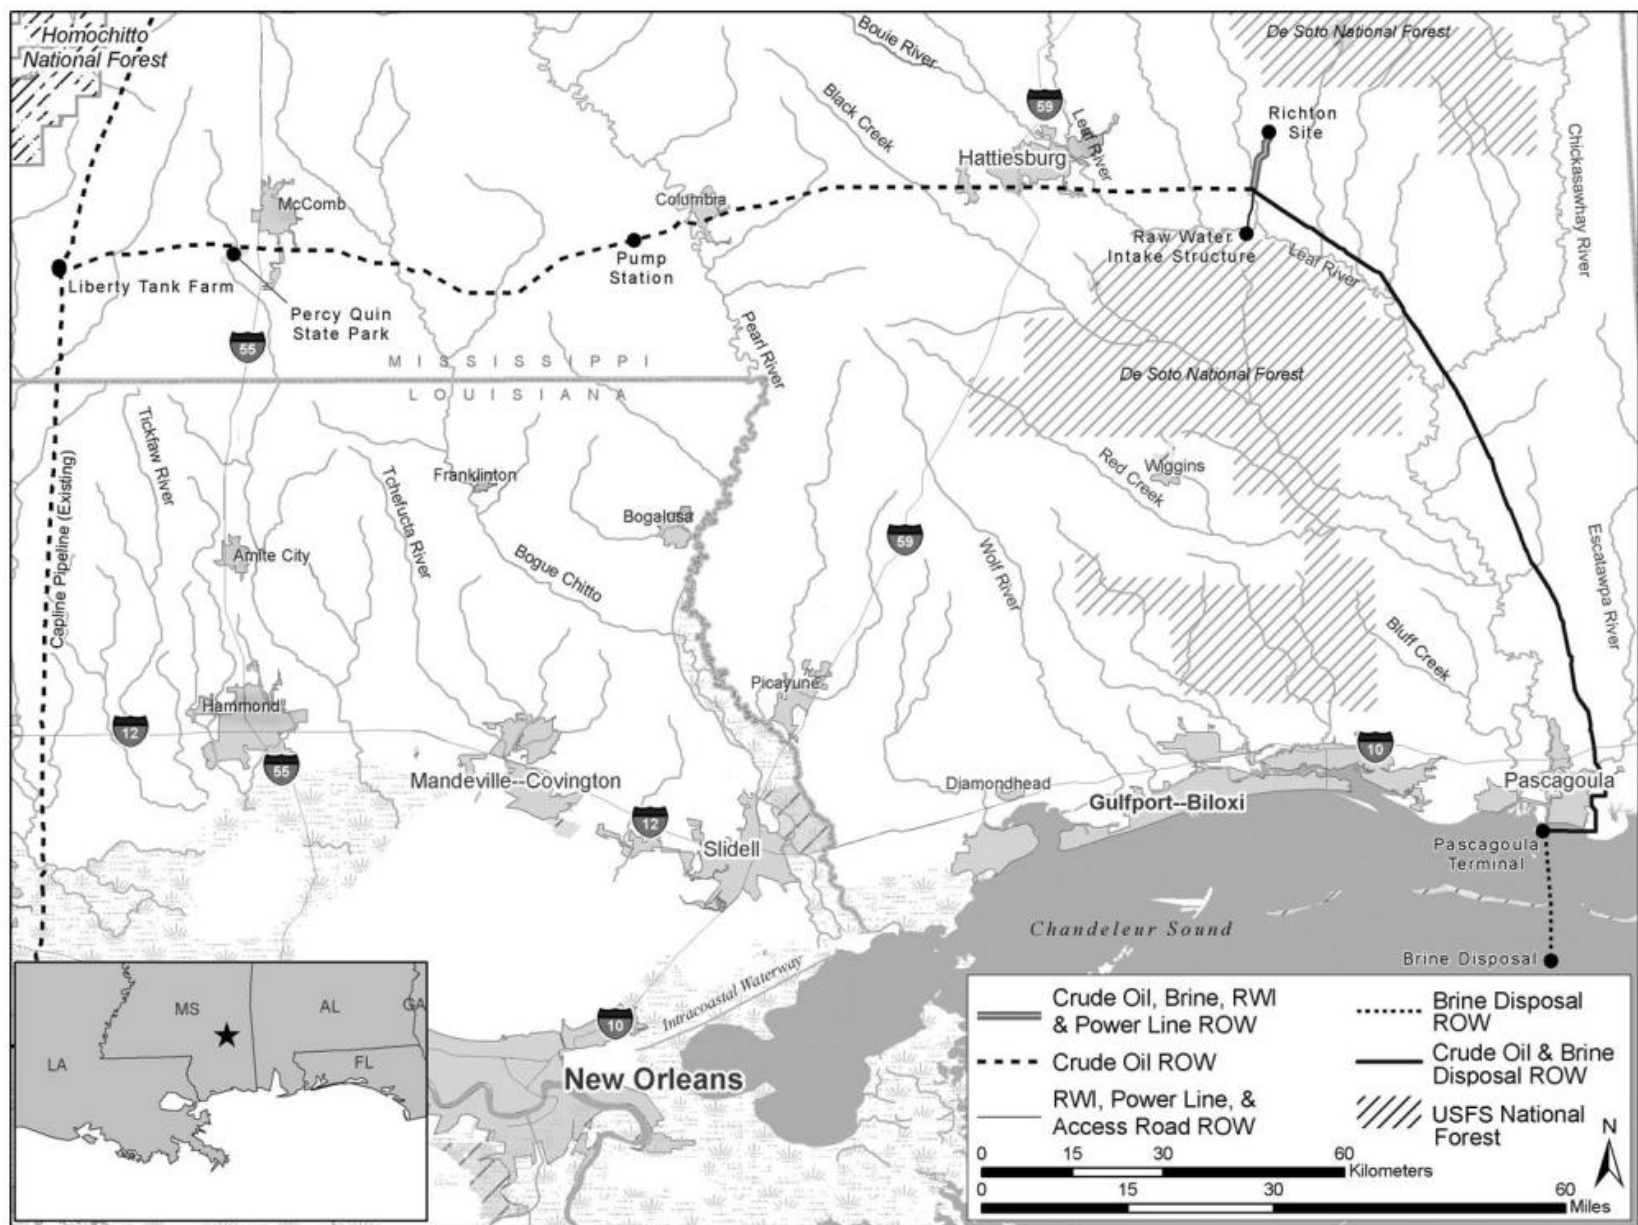 Homochitto
National Forest
De Soto National Forest
Bouie River
59
Black Creek
Leaf River
Richton
Site
Chickasawhay River
Hattiesburg
McComb
Columbia
Raw Water
Intake Structure
Leaf River
Pump
Station
Liberty Tank Farm
Percy Quin
State Park
55
Pearl River
MISSISSIPPI
LOUISIANA
De Soto National Forest
Tickfaw River
Tchefucta River
Franklinton
Red Creek
Wiggins
Capline Pipeline (Existing)
Bogalusa
59
Wolf River
Escatawpa River
Amite City
Bogue Chitto
Bluff Creek
Picayune
Hammond
12
55
10
Mandeville--Covington
Diamondhead
Gulfport--Biloxi
Pascagoula
12
Slidell
Pascagoula
Terminal
Chandeleur Sound
Brine Disposal
Intracoastal Waterway
10
New Orleans
MS
AL
GA
LA
FL
Crude Oil, Brine, RWI
& Power Line ROW
Crude Oil ROW
RWI, Power Line, &
Access Road ROW
Brine Disposal
ROW
Crude Oil & Brine
Disposal ROW
USFS National
Forest
N
0 15 30 60
Kilometers
0 15 30 60
Miles